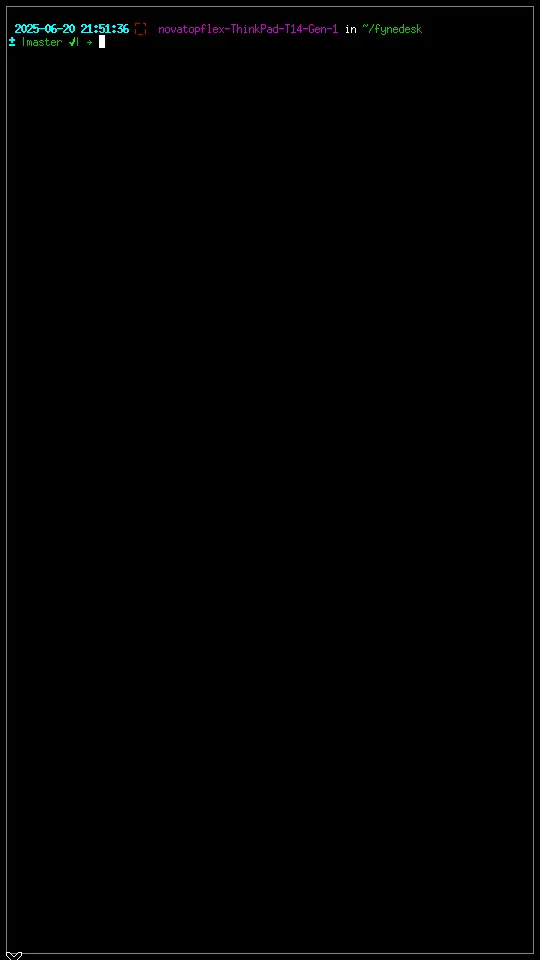 2025-06-20 21:51:36 novatopflex-ThinkPad-T14-Gen-1 in ~/fynedesk
± |master ✓| →